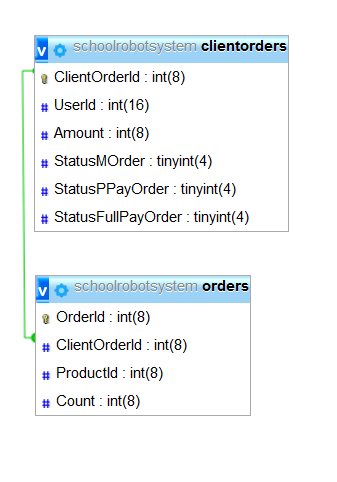 v schoolrobotsystem clientorders
ClientOrderId : int(8)
# UserId : int(16)
# Amount : int(8)
# StatusMOrder : tinyint(4)
# StatusPPayOrder : tinyint(4)
# StatusFullPayOrder : tinyint(4)
v schoolrobotsystem orders
OrderId : int(8)
# ClientOrderId : int(8)
# ProductId : int(8)
# Count : int(8)